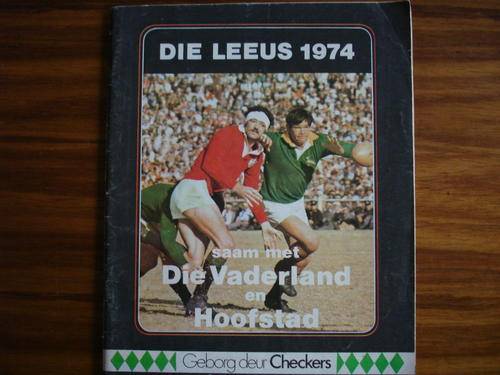 DIE LEEUS 1974
saam met
Die Vaderland
en
Hoofstad
Geborg deur Checkers